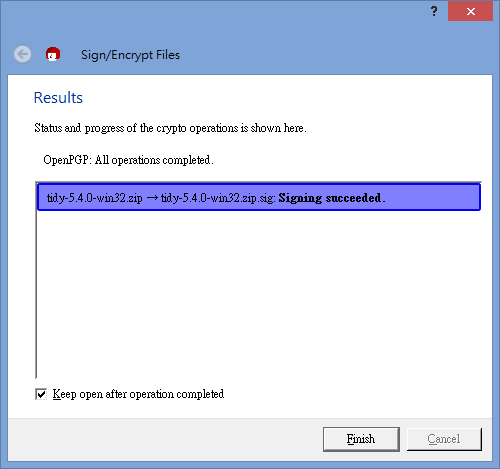 ?
Sign/Encrypt Files
Results
Status and progress of the crypto operations is shown here.
OpenPGP: All operations completed.
tidy-5.4.0-win32.zip → tidy-5.4.0-win32.zip.sig: Signing succeeded.
Keep open after operation completed
Finish
Cancel